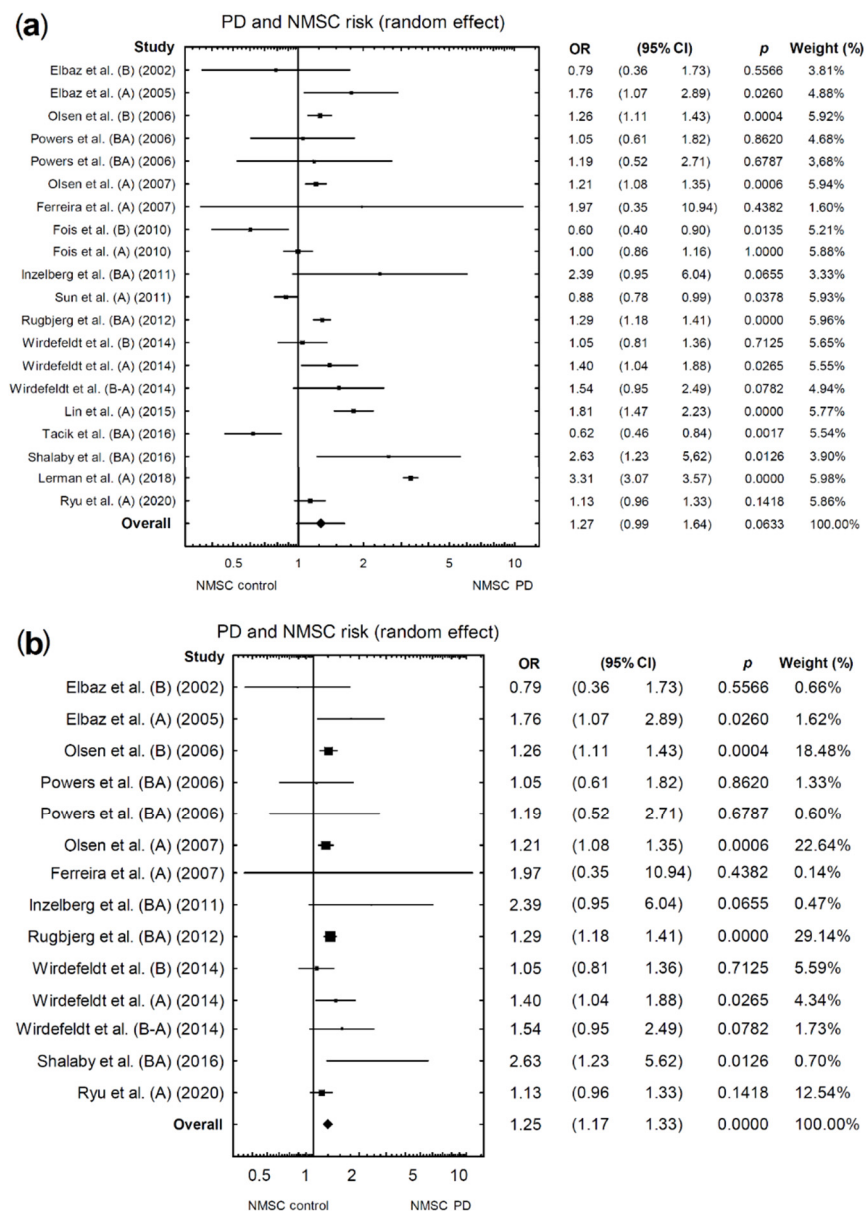 (a)
PD and NMSC risk (random effect)
Study OR (95% CI) p Weight (%)
Elbaz et al. (B) (2002) 0.79 (0.36 1.73) 0.5566 3.81%
Elbaz et al. (A) (2005) 1.76 (1.07 2.89) 0.0260 4.88%
Olsen et al. (B) (2006) 1.26 (1.11 1.43) 0.0004 5.92%
Powers et al. (BA) (2006) 1.05 (0.61 1.82) 0.8620 4.68%
Powers et al. (BA) (2006) 1.19 (0.52 2.71) 0.6787 3,68%
Olsen et al. (A) (2007) 1.21 (1.08 1.35) 0.0006 5.94%
Ferreira et al. (A) (2007) 1.97 (0.35 10.94) 0.4382 1.60%
Fois et al. (B) (2010) 0.60 (0.40 0.90) 0.0135 5.21%
Fois et al. (A) (2010) 1.00 (0.86 1.16) 1.0000 5.88%
Inzelberg et al. (BA) (2011) 2.39 (0.95 6.04) 0.0655 3.33%
Sun et al. (A) (2011) 0.88 (0.78 0.99) 0.0378 5.93%
Rugbjerg et al. (BA) (2012) 1.29 (1.18 1.41) 0.0000 5.96%
Wirdefeldt et al. (B) (2014) 1.05 (0.81 1.36) 0.7125 5.65%
Wirdefeldt et al. (A) (2014) 1.40 (1.04 1.88) 0.0265 5.55%
Wirdefeldt et al. (B-A) (2014) 1.54 (0.95 2.49) 0.0782 4.94%
Lin et al. (A) (2015) 1.81 (1.47 2.23) 0.0000 5.77%
Tacik et al. (BA) (2016) 0.62 (0.46 0.84) 0.0017 5.54%
Shalaby et al. (BA) (2016) 2.63 (1.23 5.62) 0.0126 3.90%
Lerman et al. (A) (2018) 3.31 (3.07 3.57) 0.0000 5.98%
Ryu et al. (A) (2020) 1.13 (0.96 1.33) 0.1418 5.86%
Overall 1.27 (0.99 1.64) 0.0633 100.00%
0.5 1 2 5 10
NMSC control NMSC PD
(b)
PD and NMSC risk (random effect)
Study OR (95% CI) p Weight (%)
Elbaz et al. (B) (2002) 0.79 (0.36 1.73) 0.5566 0.66%
Elbaz et al. (A) (2005) 1.76 (1.07 2.89) 0.0260 1.62%
Olsen et al. (B) (2006) 1.26 (1.11 1.43) 0.0004 18.48%
Powers et al. (BA) (2006) 1.05 (0.61 1.82) 0.8620 1.33%
Powers et al. (BA) (2006) 1.19 (0.52 2.71) 0.6787 0.60%
Olsen et al. (A) (2007) 1.21 (1.08 1.35) 0.0006 22.64%
Ferreira et al. (A) (2007) 1.97 (0.35 10.94) 0.4382 0.14%
Inzelberg et al. (BA) (2011) 2.39 (0.95 6.04) 0.0655 0.47%
Rugbjerg et al. (BA) (2012) 1.29 (1.18 1.41) 0.0000 29.14%
Wirdefeldt et al. (B) (2014) 1.05 (0.81 1.36) 0.7125 5.59%
Wirdefeldt et al. (A) (2014) 1.40 (1.04 1.88) 0.0265 4.34%
Wirdefeldt et al. (B-A) (2014) 1.54 (0.95 2.49) 0.0782 1.73%
Shalaby et al. (BA) (2016) 2.63 (1.23 5.62) 0.0126 0.70%
Ryu et al. (A) (2020) 1.13 (0.96 1.33) 0.1418 12.54%
Overall 1.25 (1.17 1.33) 0.0000 100.00%
0.5 1 2 5 10
NMSC control NMSC PD